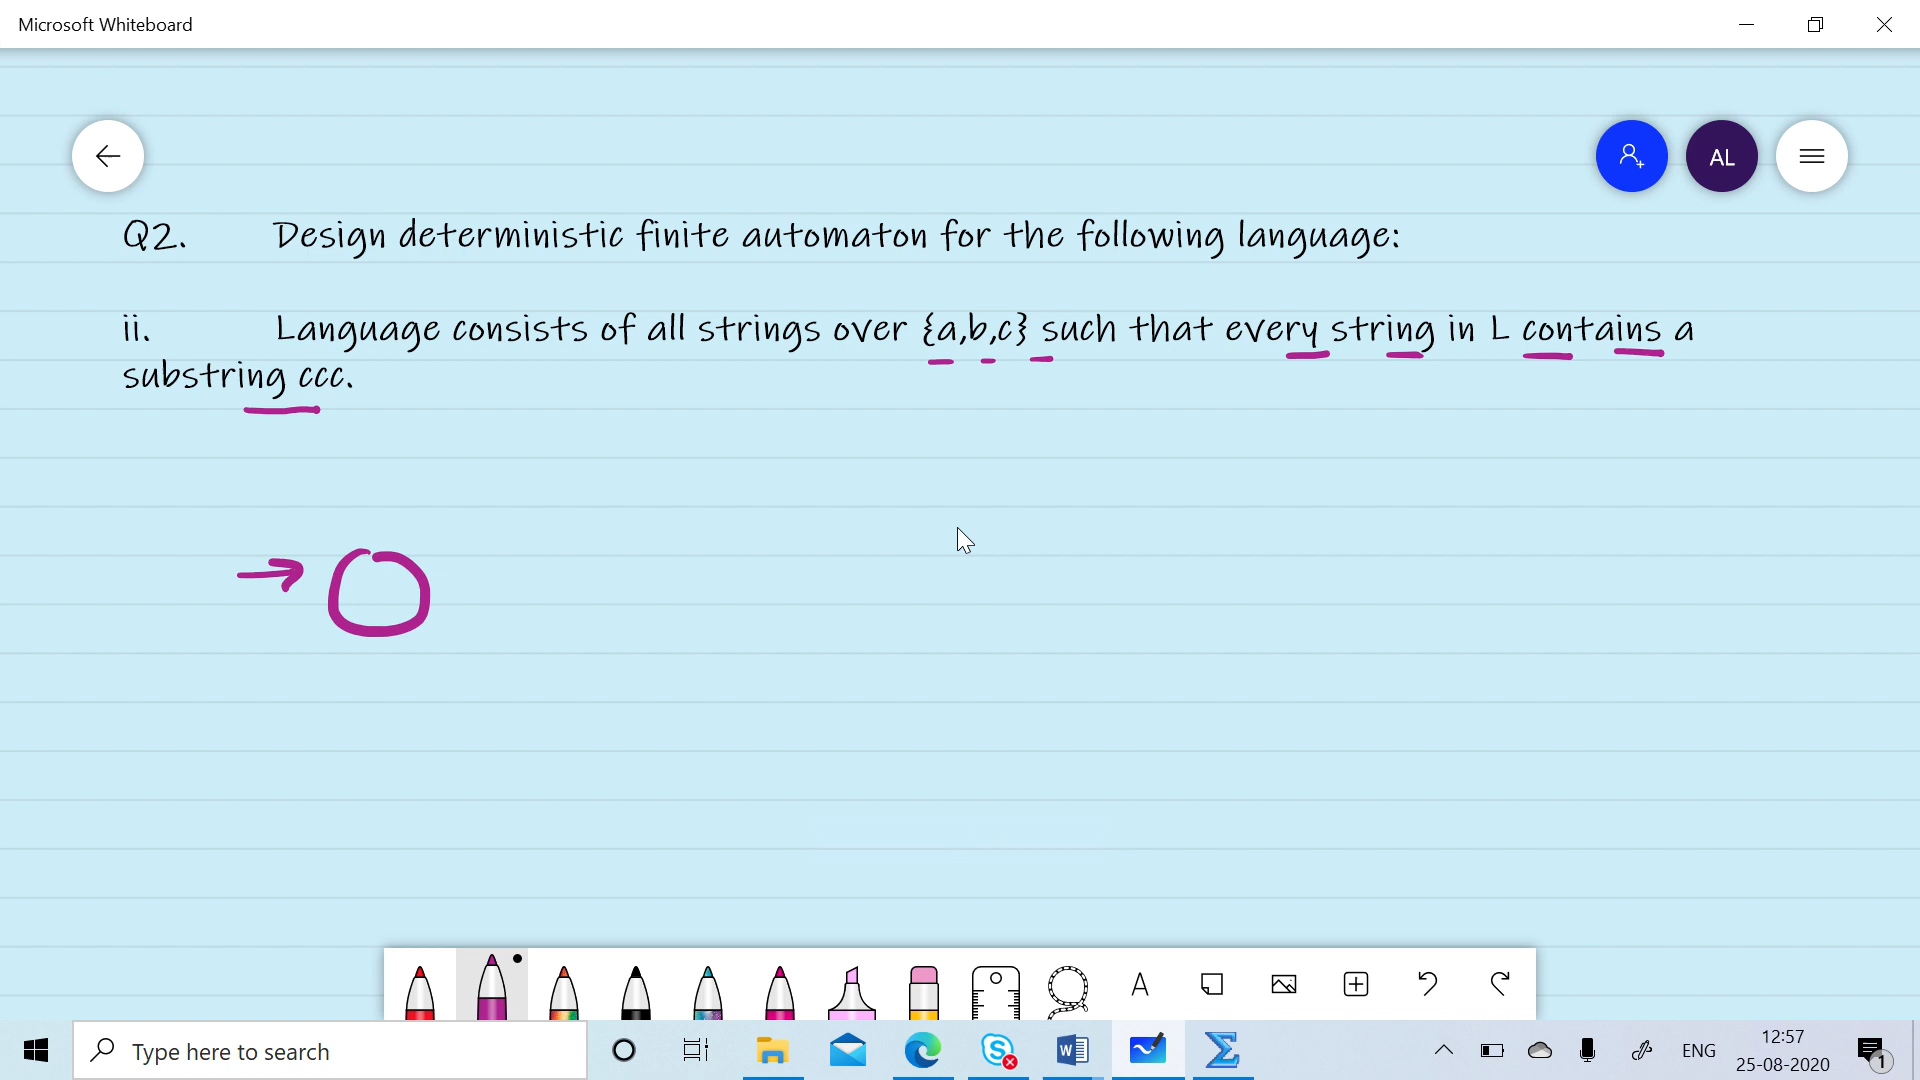 Microsoft Whiteboard
AL
Q2. Design deterministic finite automaton for the following language:
ii. Language consists of all strings over {a,b,c} such that every string in L contains a
substring ccc.
A
Type here to search
ENG
12:57
25-08-2020
1